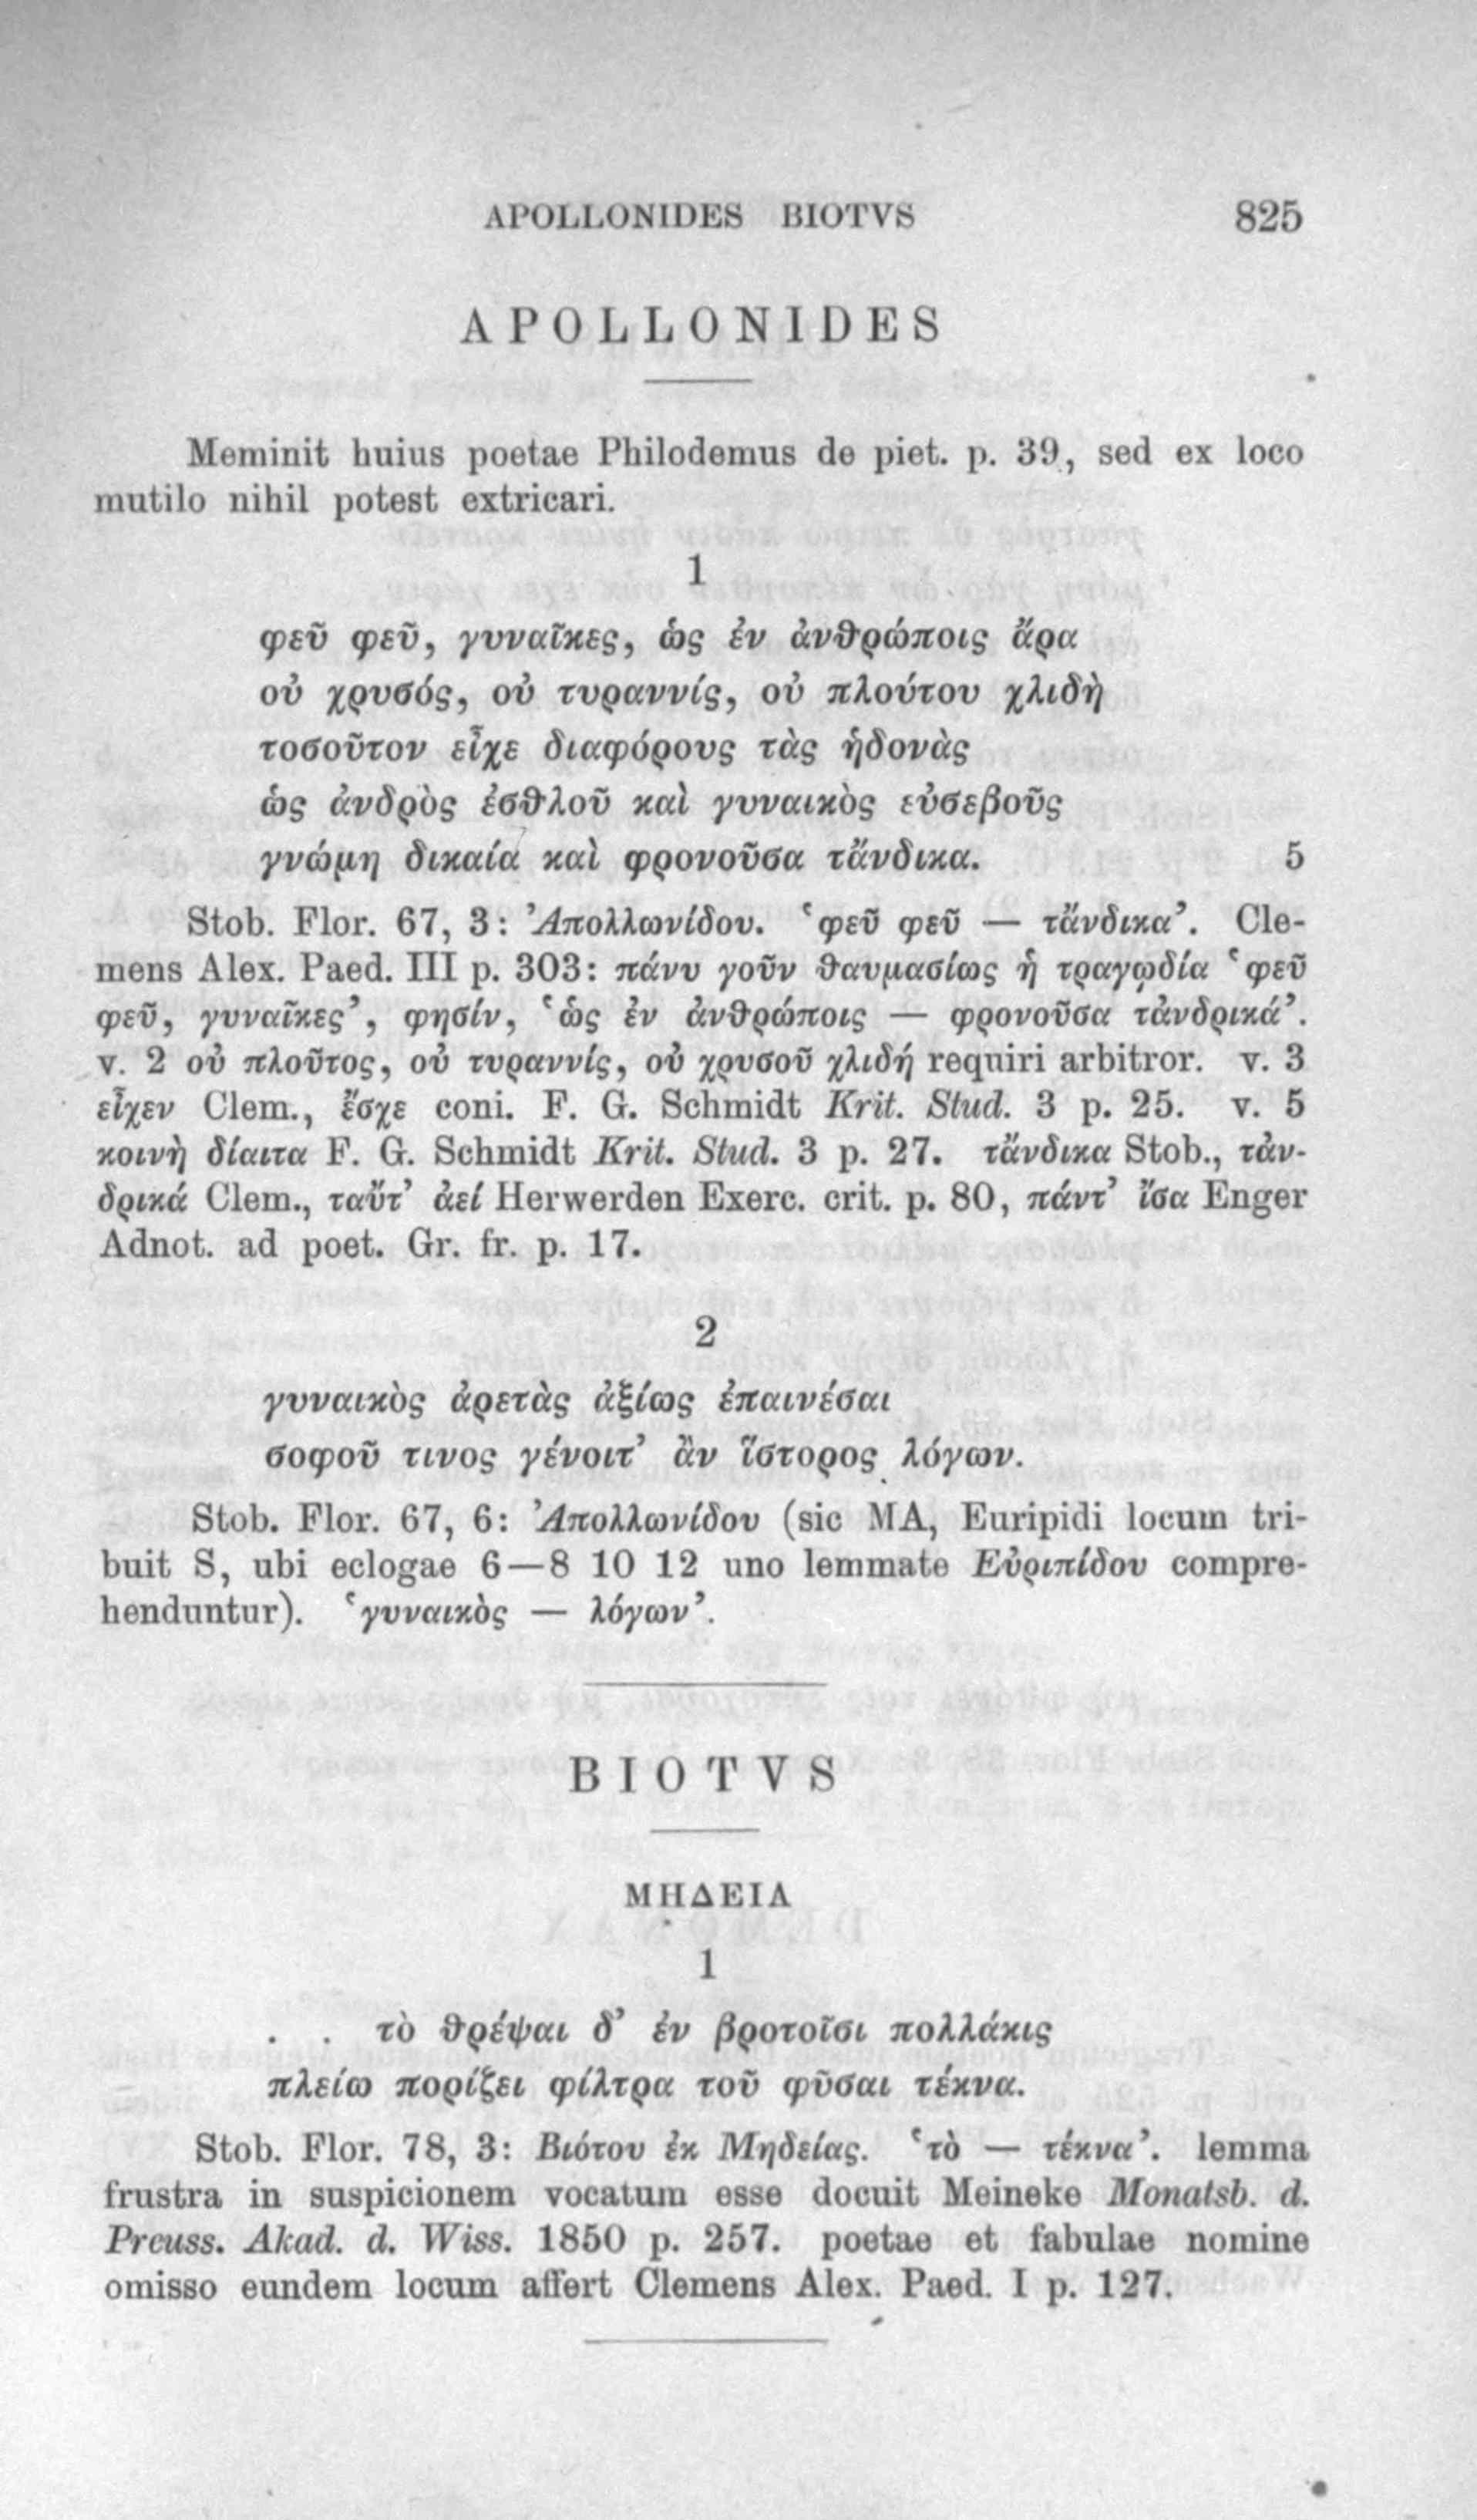 APOLLONIDES BIOTVS 825
APOLLONIDES
Meminit huius poetae Philodemus de piet. p. 39, sed ex loco
mutilo nihil potest extricari.
1
φεῦ φεῦ, γυναῖκες, ὡς ἐν ἀνθρώποις ἄρα
οὐ χρυσός, οὐ τυραννίς, οὐ πλούτου χλιδὴ
τοσοῦτον εἶχε διαφόρους τὰς ἡδονὰς
ὡς ἀνδρὸς ἐσθλοῦ καὶ γυναικὸς εὐσεβοῦς
γνώμη δικαία καὶ φρονοῦσα τἄνδικα. 5
Stob. Flor. 67, 3: Ἀπολλωνίδου. ‛φεῦ φεῦ — τἄνδικα’. Cle-
mens Alex. Paed. III p. 303: πάνυ γοῦν θαυμασίως ἡ τραγῳδία ‛φεῦ
φεῦ, γυναῖκες’, φησίν, ‛ὡς ἐν ἀνθρώποις — φρονοῦσα τἀνδρικά’.
v. 2 οὐ πλοῦτος, οὐ τυραννίς, οὐ χρυσοῦ χλιδή requiri arbitror. v. 3
εἶχεν Clem., ἔσχε coni. F. G. Schmidt Krit. Stud. 3 p. 25. v. 5
κοινὴ δίαιτα F. G. Schmidt Krit. Stud. 3 p. 27. τἄνδικα Stob., τἀν-
δρικά Clem., ταὔτ’ ἀεί Herwerden Exerc. crit. p. 80, πάντ’ ἴσα Enger
Adnot. ad poet. Gr. fr. p. 17.
2
γυναικὸς ἀρετὰς ἀξίως ἐπαινέσαι
σοφοῦ τινος γένοιτ’ ἂν ἵστορος λόγων.
Stob. Flor. 67, 6: Ἀπολλωνίδου (sic MA, Euripidi locum tri-
buit S, ubi eclogae 6—8 10 12 uno lemmate Εὐριπίδου compre-
henduntur). ‛γυναικὸς — λόγων’.
BIOTVS
ΜΗΔΕΙΑ
1
. . τὸ θρέψαι δ’ ἐν βροτοῖσι πολλάκις
πλείω πορίζει φίλτρα τοῦ φῦσαι τέκνα.
Stob. Flor. 78, 3: Βιότου ἐκ Μηδείας. ‛τὸ — τέκνα’. lemma
frustra in suspicionem vocatum esse docuit Meineke Monatsb. d.
Preuss. Akad. d. Wiss. 1850 p. 257. poetae et fabulae nomine
omisso eundem locum affert Clemens Alex. Paed. I p. 127.